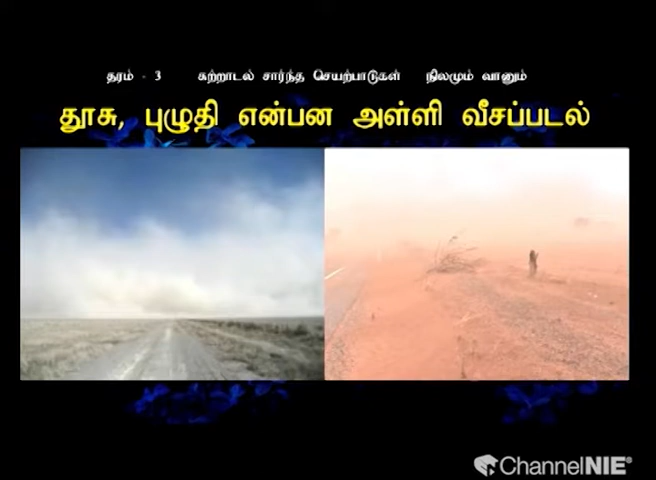 தரம் - 3 சுற்றாடல் சார்ந்த செயற்பாடுகள் நிலமும் வானும்
தூசு, புழுதி என்பன அள்ளி வீசப்படல்
ChannelNIE®